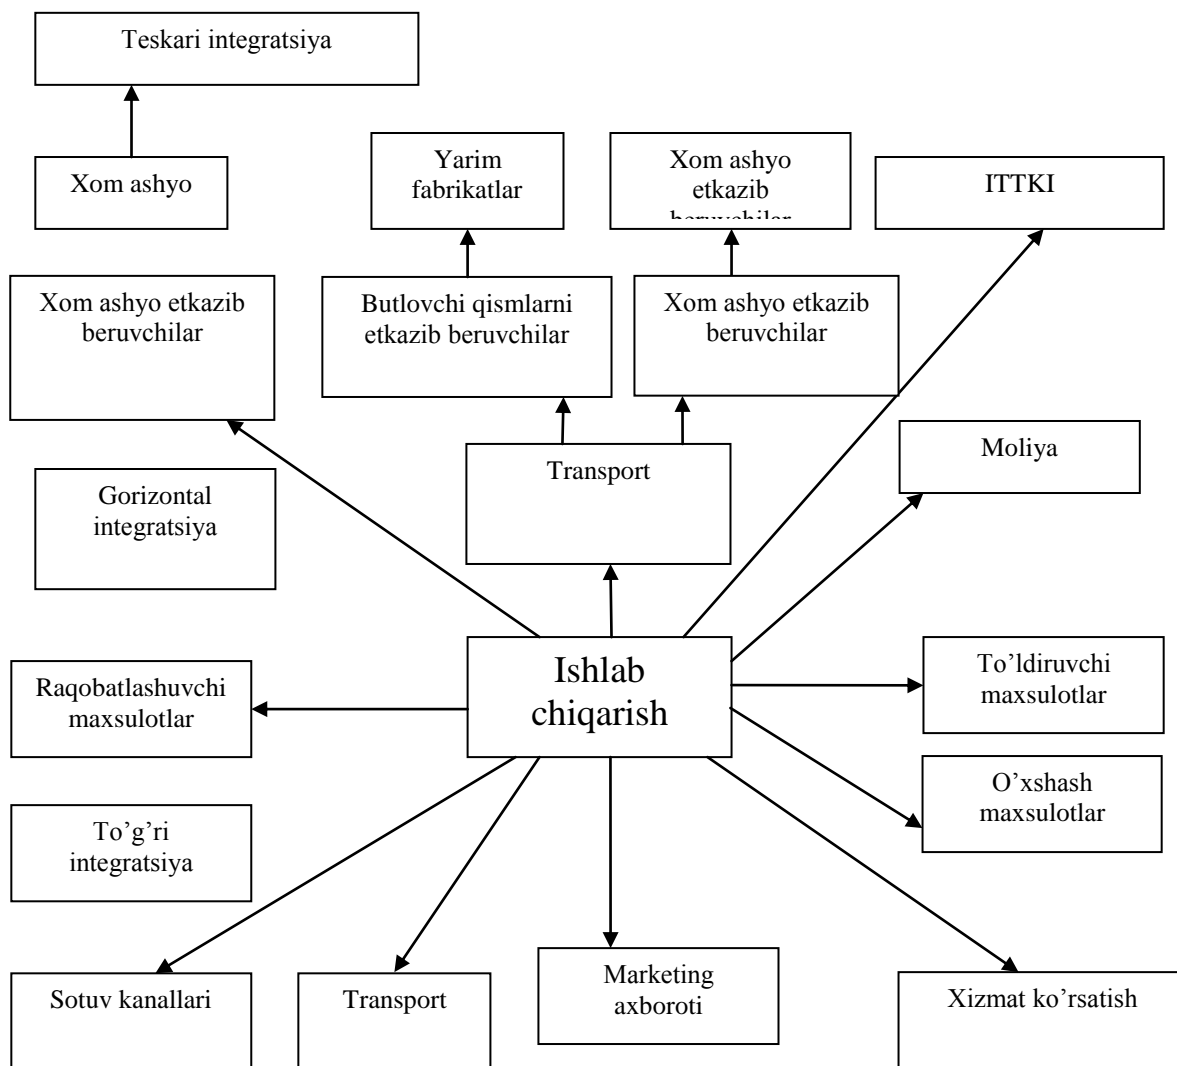 Teskari integratsiya
Xom ashyo
Yarim
fabrikatlar
Xom ashyo
etkazib
beruvchilar
ITTKI
Xom ashyo etkazib
beruvchilar
Butlovchi qismlarni
etkazib beruvchilar
Xom ashyo etkazib
beruvchilar
Transport
Moliya
Gorizontal
integratsiya
Ishlab
chiqarish
Raqobatlashuvchi
maxsulotlar
To’ldiruvchi
maxsulotlar
O’xshash
maxsulotlar
To’g’ri
integratsiya
Sotuv kanallari
Transport
Marketing
axboroti
Xizmat ko’rsatish